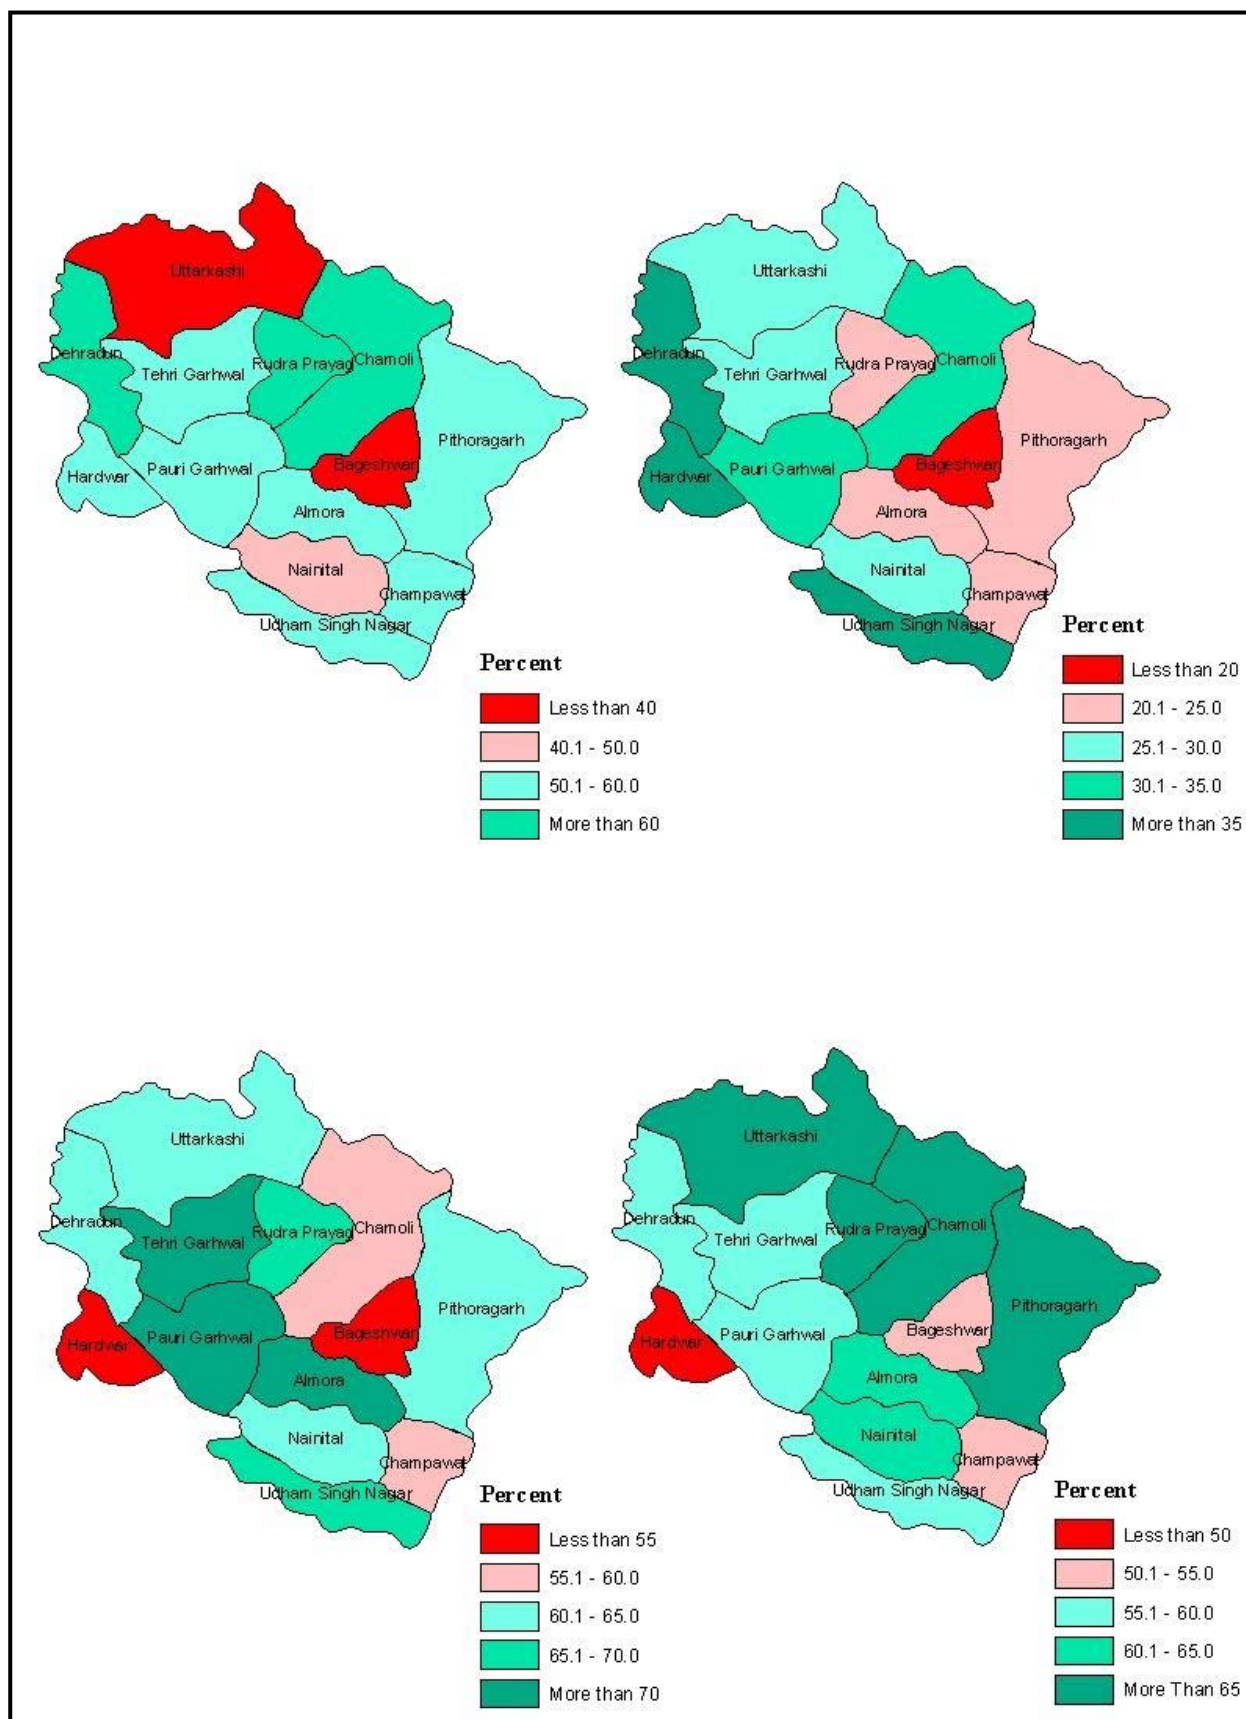 Uttarkashi
Dehradun
Tehri Garhwal
Rudra Prayag
Chamoli
Pithoragarh
Hardwar
Pauri Garhwal
Bageshwar
Almora
Nainital
Champawat
Udham Singh Nagar
Percent
Less than 40
40.1 - 50.0
50.1 - 60.0
More than 60
Uttarkashi
Dehradun
Tehri Garhwal
Rudra Prayag
Chamoli
Pithoragarh
Hardwar
Pauri Garhwal
Bageshwar
Almora
Nainital
Champawat
Udham Singh Nagar
Percent
Less than 20
20.1 - 25.0
25.1 - 30.0
30.1 - 35.0
More than 35
Uttarkashi
Dehradun
Tehri Garhwal
Rudra Prayag
Chamoli
Pithoragarh
Hardwar
Pauri Garhwal
Bageshwar
Almora
Nainital
Champawat
Udham Singh Nagar
Percent
Less than 55
55.1 - 60.0
60.1 - 65.0
65.1 - 70.0
More than 70
Uttarkashi
Dehradun
Tehri Garhwal
Rudra Prayag
Chamoli
Pithoragarh
Hardwar
Pauri Garhwal
Bageshwar
Almora
Nainital
Champawat
Udham Singh Nagar
Percent
Less than 50
50.1 - 55.0
55.1 - 60.0
60.1 - 65.0
More Than 65